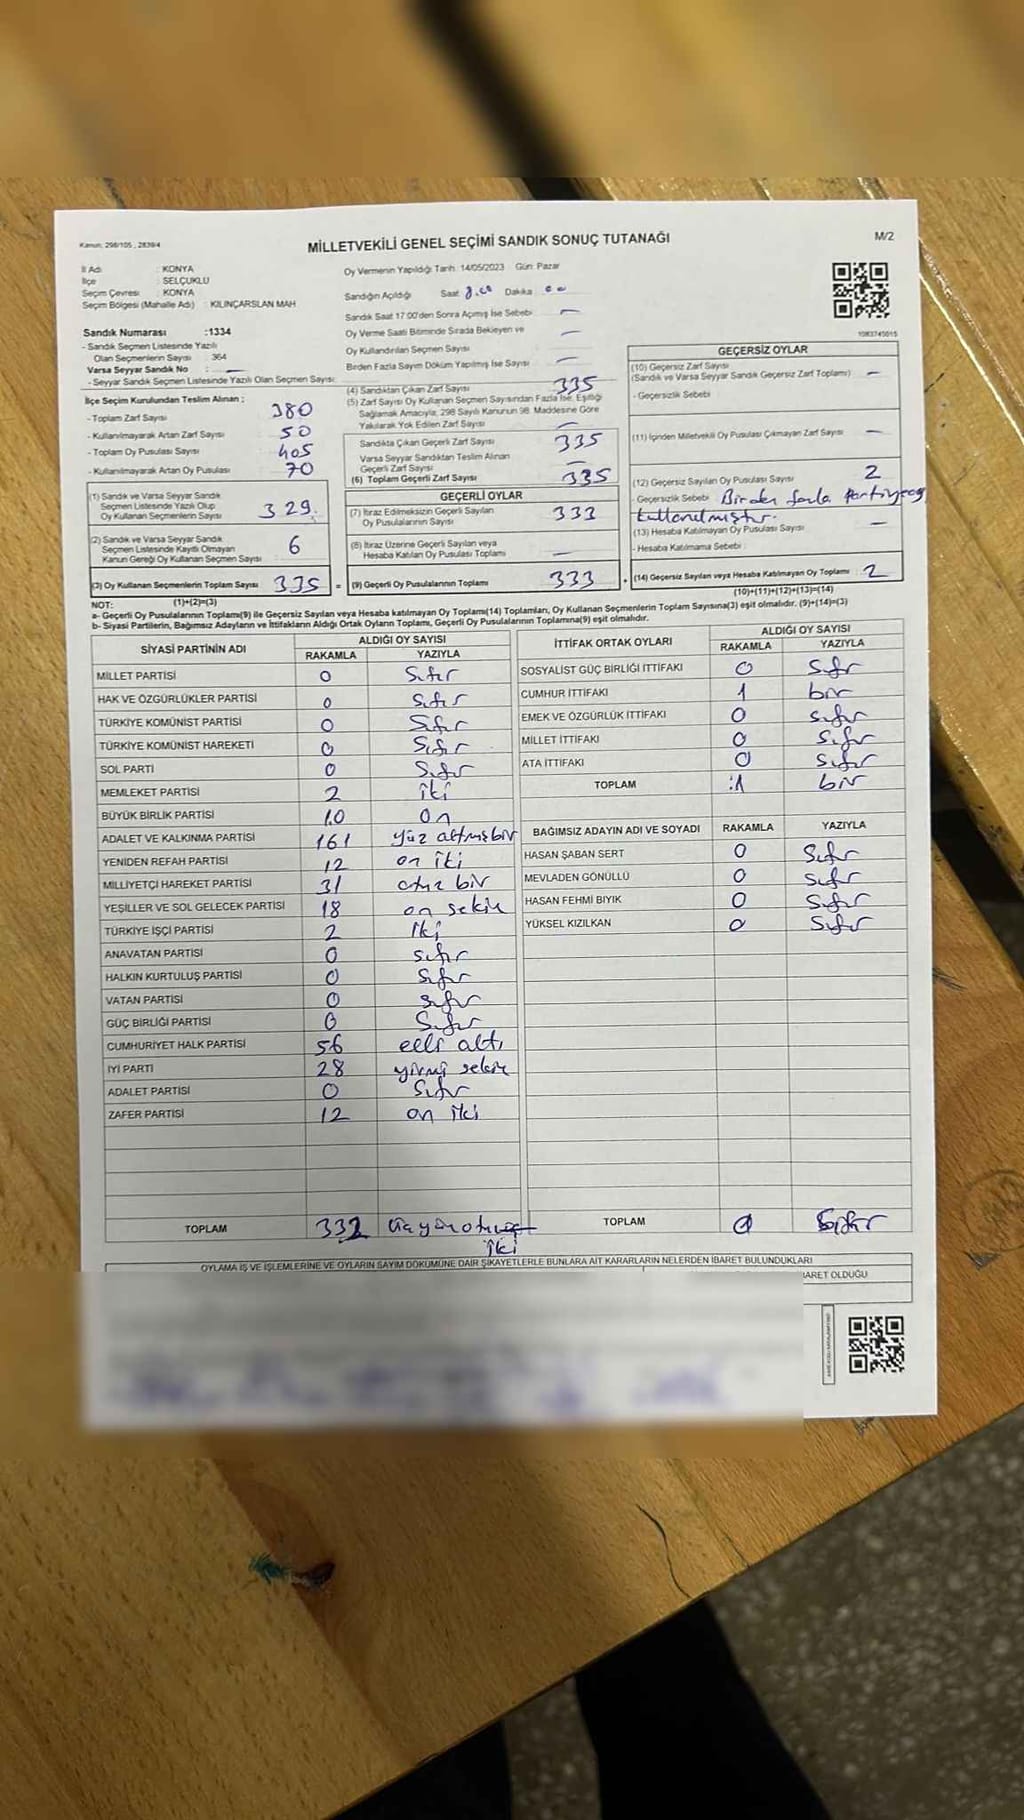 Kanun: 298/105, 2839/4
MİLLETVEKİLİ GENEL SEÇİMİ SANDIK SONUÇ TUTANAĞI
M/2
İl Adı : KONYA
İlçe : SELÇUKLU
Seçim Çevresi : KONYA
Seçim Bölgesi (Mahalle Adı) : KILINÇARSLAN MAH
Sandık Numarası :1334
- Sandık Seçmen Listesinde Yazılı
Olan Seçmenlerin Sayısı : 364
Varsa Seyyar Sandık No : —
- Seyyar Sandık Seçmen Listesinde Yazılı Olan Seçmen Sayısı:
Oy Vermenin Yapıldığı Tarih: 14/05/2023 Gün: Pazar
Sandığın Açıldığı Saat 8.00 Dakika 00
Sandık Saat 17:00'den Sonra Açımış İse Sebebi —
Oy Verme Saati Bitiminde Sırada Bekleyen ve —
Oy Kullandırılan Seçmen Sayısı
Birden Fazla Sayım Döküm Yapılmış İse Sayısı —
İlçe Seçim Kurulundan Teslim Alınan ;
- Toplam Zarf Sayısı 380
- Kullanılmayarak Artan Zarf Sayısı 50
- Toplam Oy Pusulası Sayısı 405
- Kullanılmayarak Artan Oy Pusulası 70
(1) Sandık ve Varsa Seyyar Sandık
Seçmen Listesinde Yazılı Olup
Oy Kullanan Seçmenlerin Sayısı 329
(2) Sandık ve Varsa Seyyar Sandık
Seçmen Listesinde Kayıtlı Olmayan
Kanun Gereği Oy Kullanan Seçmen Sayısı 6
(3) Oy Kullanan Seçmenlerin Toplam Sayısı 335 =
(1)+(2)=(3)
(4) Sandıktan Çıkan Zarf Sayısı 335
(5) Zarf Sayısı Oy Kullanan Seçmen Sayısından Fazla İse, Eşitliği
Sağlamak Amacıyla, 298 Sayılı Kanunun 98. Maddesine Göre
Yakılarak Yok Edilen Zarf Sayısı —
Sandıkta Çıkan Geçerli Zarf Sayısı 335
Varsa Seyyar Sandıktan Teslim Alınan
Geçerli Zarf Sayısı —
(6) Toplam Geçerli Zarf Sayısı 335
GEÇERLİ OYLAR
(7) İtiraz Edilmeksizin Geçerli Sayılan
Oy Pusulalarının Sayısı 333
(8) İtiraz Üzerine Geçerli Sayılan veya
Hesaba Katılan Oy Pusulası Toplamı —
(9) Geçerli Oy Pusulalarının Toplamı 333 +
1083745015
GEÇERSİZ OYLAR
(10) Geçersiz Zarf Sayısı
(Sandık ve Varsa Seyyar Sandık Geçersiz Zarf Toplamı) —
- Geçersizlik Sebebi :
(11) İçinden Milletvekili Oy Pusulası Çıkmayan Zarf Sayısı —
(12) Geçersiz Sayılan Oy Pusulası Sayısı 2
- Geçersizlik Sebebi : Birden fazla Partiye oy
kullanılmıştır.
(13) Hesaba Katılmayan Oy Pusulası Sayısı —
- Hesaba Katılmama Sebebi :
(14) Geçersiz Sayılan veya Hesaba Katılmayan Oy Toplamı 2
(10)+(11)+(12)+(13)=(14)
NOT:
a- Geçerli Oy Pusulalarının Toplamı(9) ile Geçersiz Sayılan veya Hesaba katılmayan Oy Toplamı(14) Toplamları, Oy Kullanan Seçmenlerin Toplam Sayısına(3) eşit olmalıdır. (9)+(14)=(3)
b- Siyasi Partilerin, Bağımsız Adayların ve İttifakların Aldığı Ortak Oyların Toplamı, Geçerli Oy Pusulalarının Toplamına(9) eşit olmalıdır.
SİYASİ PARTİNİN ADI ALDIĞI OY SAYISI
RAKAMLA YAZIYLA
MİLLET PARTİSİ 0 Sıfır
HAK VE ÖZGÜRLÜKLER PARTİSİ 0 Sıfır
TÜRKİYE KOMÜNİST PARTİSİ 0 Sıfır
TÜRKİYE KOMÜNİST HAREKETİ 0 Sıfır
SOL PARTİ 0 Sıfır
MEMLEKET PARTİSİ 2 iki
BÜYÜK BİRLİK PARTİSİ 10 on
ADALET VE KALKINMA PARTİSİ 161 yüz altmışbir
YENİDEN REFAH PARTİSİ 12 on iki
MİLLİYETÇİ HAREKET PARTİSİ 31 otuz bir
YEŞİLLER VE SOL GELECEK PARTİSİ 18 on sekiz
TÜRKİYE İŞÇİ PARTİSİ 2 iki
ANAVATAN PARTİSİ 0 sıfır
HALKIN KURTULUŞ PARTİSİ 0 sıfır
VATAN PARTİSİ 0 sıfır
GÜÇ BİRLİĞİ PARTİSİ 0 Sıfır
CUMHURİYET HALK PARTİSİ 56 elli altı
İYİ PARTİ 28 yirmi sekiz
ADALET PARTİSİ 0 Sıfır
ZAFER PARTİSİ 12 on iki
TOPLAM 332 üçyüzotuz
iki
İTTİFAK ORTAK OYLARI ALDIĞI OY SAYISI
RAKAMLA YAZIYLA
SOSYALİST GÜÇ BİRLİĞİ İTTİFAKI 0 Sıfır
CUMHUR İTTİFAKI 1 bir
EMEK VE ÖZGÜRLÜK İTTİFAKI 0 sıfır
MİLLET İTTİFAKI 0 sıfır
ATA İTTİFAKI 0 sıfır
TOPLAM :1 bir
BAĞIMSIZ ADAYIN ADI VE SOYADI RAKAMLA YAZIYLA
HASAN ŞABAN SERT 0 Sıfır
MEVLADEN GÖNÜLLÜ 0 sıfır
HASAN FEHMİ BIYIK 0 Sıfır
YÜKSEL KIZILKAN 0 Sıfır
TOPLAM 0 Sıfır
OYLAMA İŞ VE İŞLEMLERİNE VE OYLARIN SAYIM DÖKÜMÜNE DAİR ŞİKAYETLERLE BUNLARA AİT KARARLARIN NELERDEN İBARET BULUNDUKLARI
BARET OLDUĞU